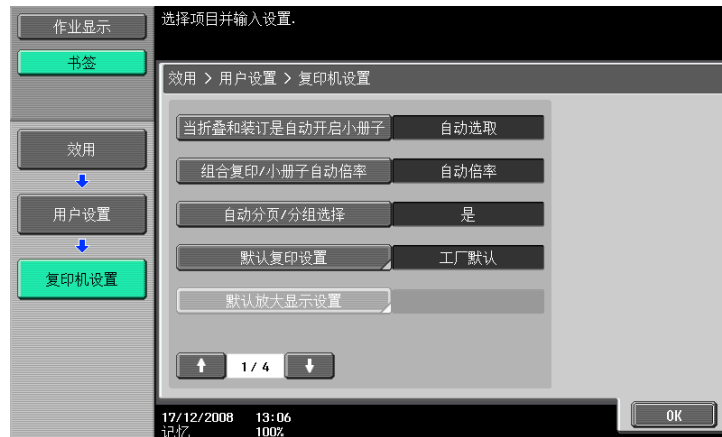 作业显示
选择项目并输入设置.
书签
效用 > 用户设置 > 复印机设置
当折叠和装订是自动开启小册子 自动选取
效用
组合复印/小册子自动倍率 自动倍率
用户设置
自动分页/分组选择 是
默认复印设置 工厂默认
复印机设置
默认放大显示设置
1/ 4
17/12/2008 13:06
记忆 100%
OK